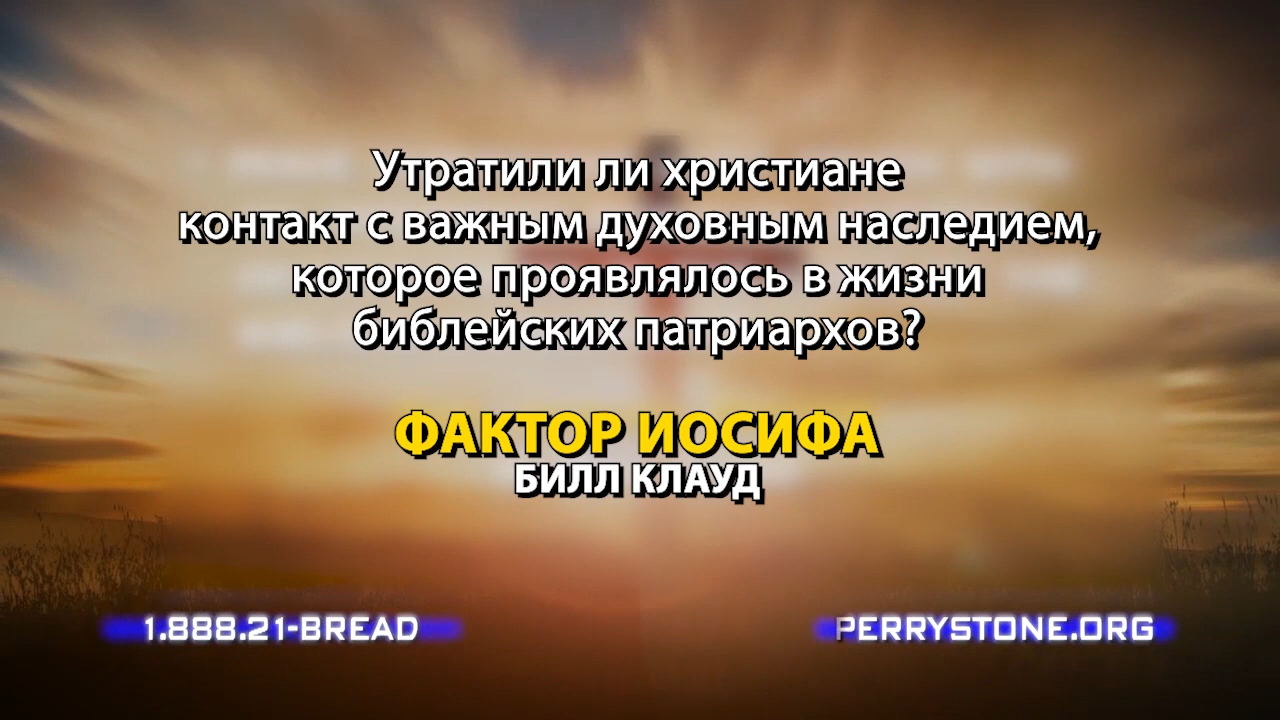 Утратили ли христиане
контакт с важным духовным наследием,
которое проявлялось в жизни
библейских патриархов?
ФАКТОР ИОСИФА
БИЛЛ КЛАУД
1.888.21-BREAD
PERRYSTONE.ORG